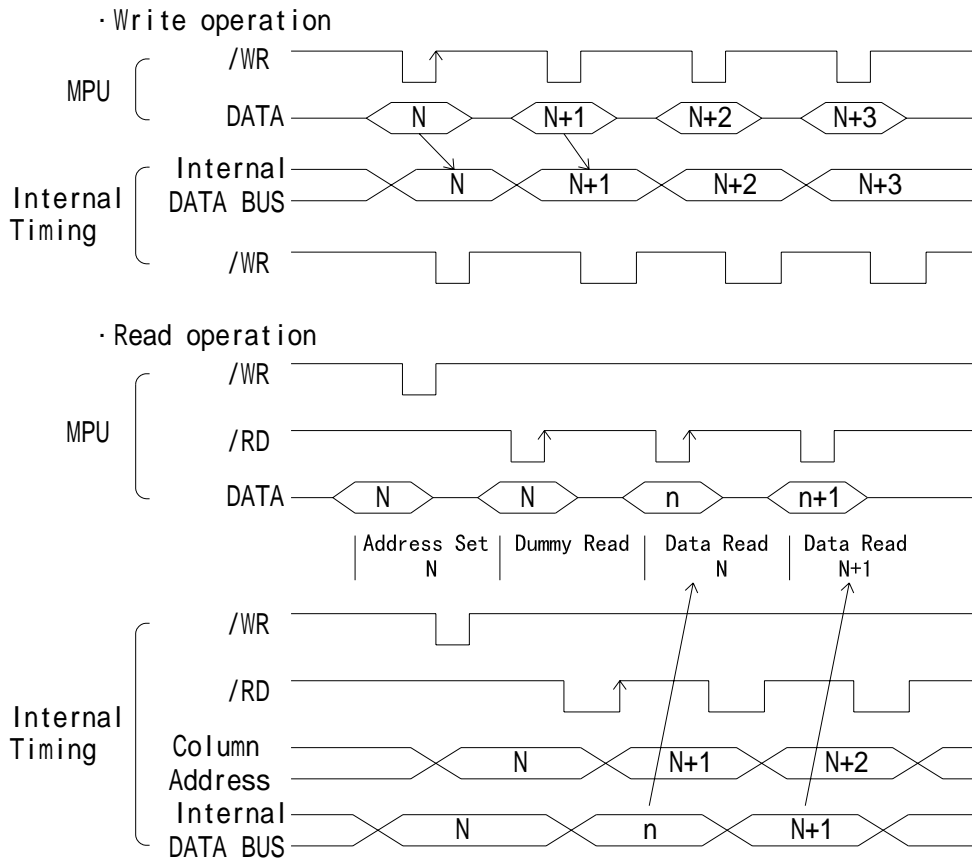 · Write operation
/WR
MPU
DATA
N N+1 N+2 N+3
Internal
DATA BUS
N N+1 N+2 N+3
Internal
Timing
/WR
· Read operation
/WR
MPU
/RD
DATA
N N n n+1
Address Set Dummy Read Data Read Data Read
N N N+1
/WR
/RD
Internal
Timing
Column
Address
N N+1 N+2
Internal
DATA BUS
N n N+1